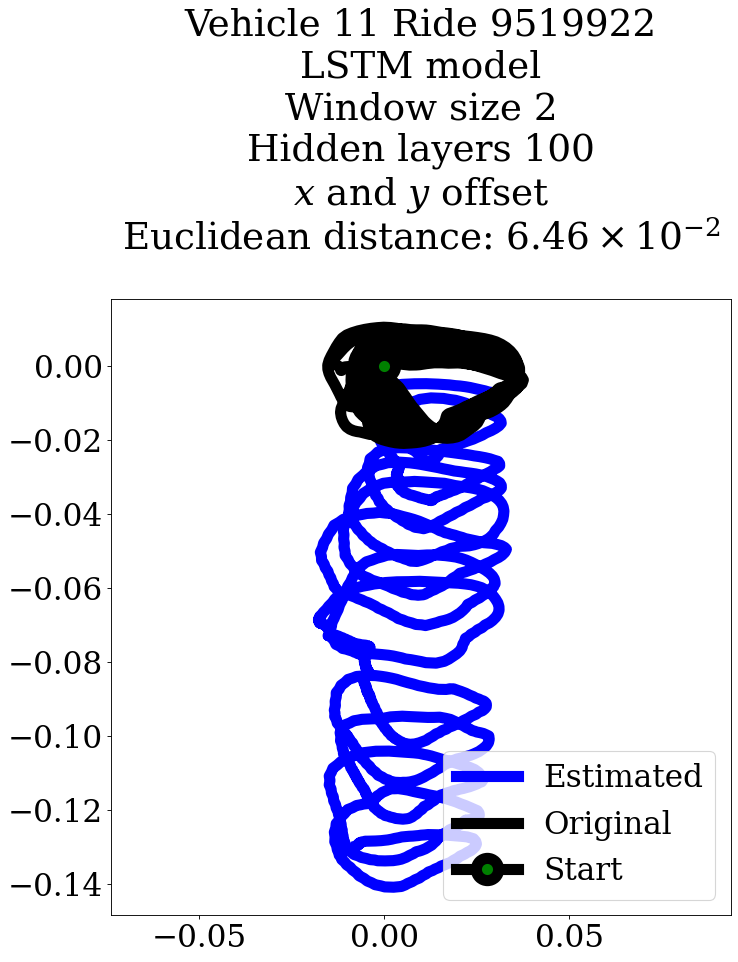 Vehicle 11 Ride 9519922
LSTM model
Window size 2
Hidden layers 100
x and y offset
Euclidean distance: 6.46 × 10⁻²
0.00
−0.02
−0.04
−0.06
−0.08
−0.10
−0.12
−0.14
Estimated
Original
Start
−0.05 0.00 0.05